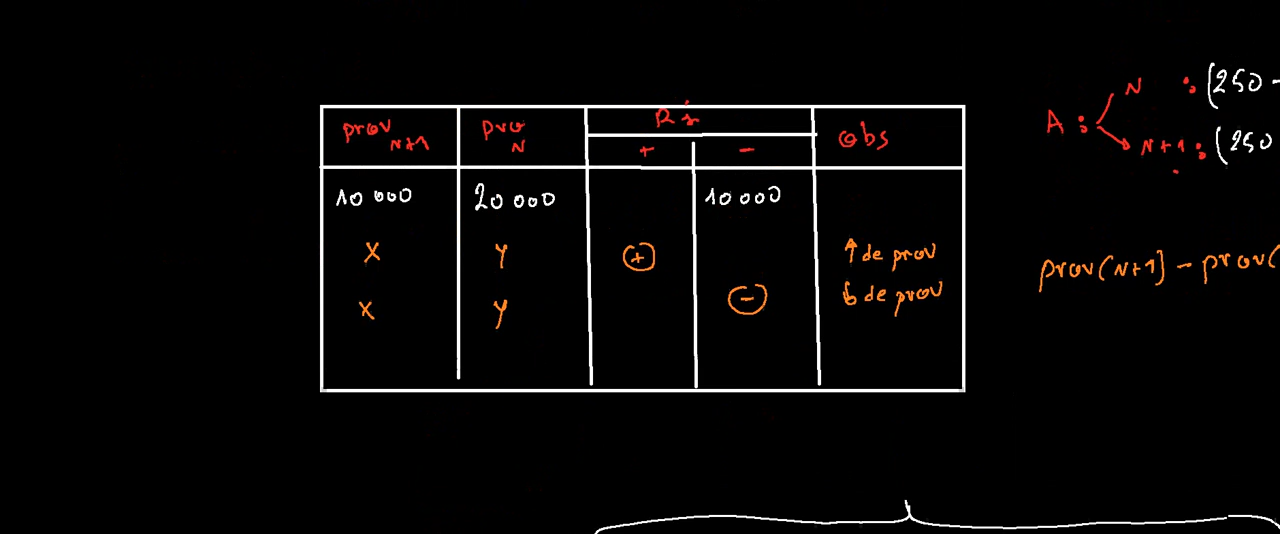 prov N+1 pro N + - obs
10 000 20 000 10 000
X Y + ↑ de prov
X Y - ↓ de prov
A : N : (250 -
N+1 : (250
prov(N+1) - prov(